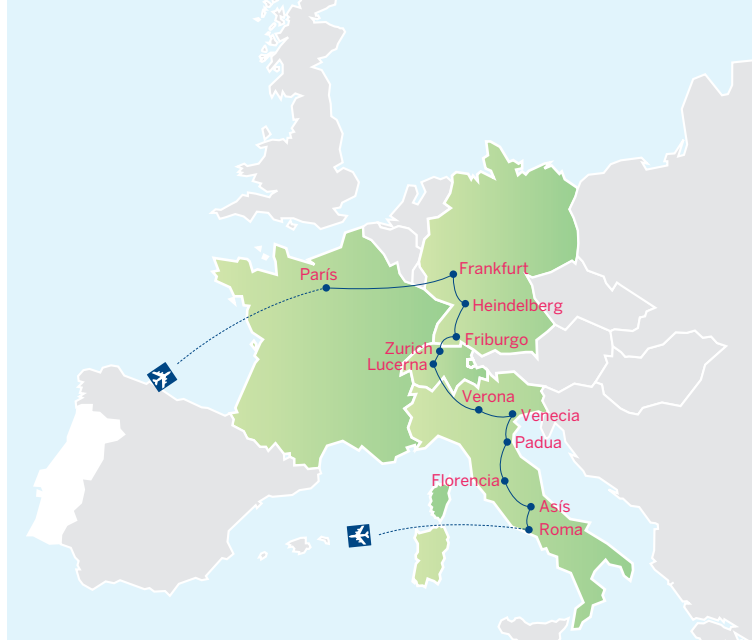 París
Frankfurt
Heindelberg
Friburgo
Zurich
Lucerna
Verona
Venecia
Padua
Florencia
Asís
Roma